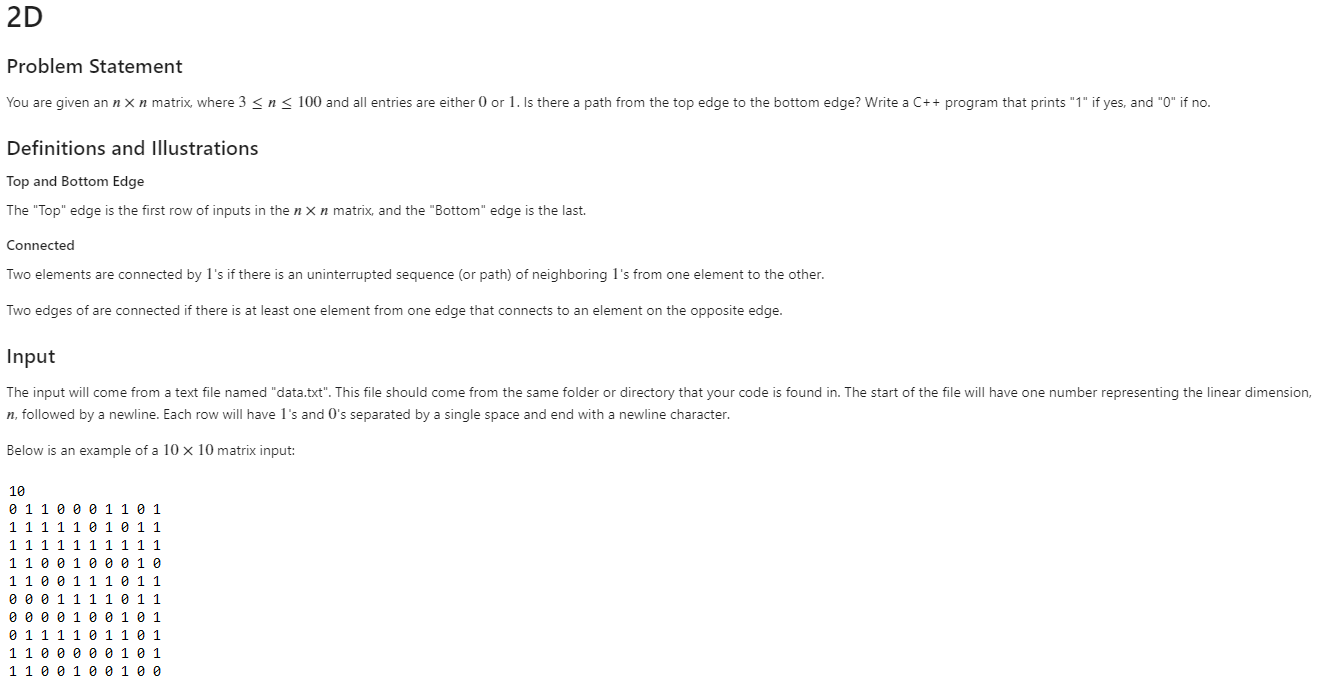 2D
Problem Statement
You are given an n × n matrix, where 3 ≤ n ≤ 100 and all entries are either 0 or 1. Is there a path from the top edge to the bottom edge? Write a C++ program that prints "1" if yes, and "0" if no.
Definitions and Illustrations
Top and Bottom Edge
The "Top" edge is the first row of inputs in the n × n matrix, and the "Bottom" edge is the last.
Connected
Two elements are connected by 1's if there is an uninterrupted sequence (or path) of neighboring 1's from one element to the other.
Two edges of are connected if there is at least one element from one edge that connects to an element on the opposite edge.
Input
The input will come from a text file named "data.txt". This file should come from the same folder or directory that your code is found in. The start of the file will have one number representing the linear dimension,
n, followed by a newline. Each row will have 1's and 0's separated by a single space and end with a newline character.
Below is an example of a 10 × 10 matrix input:
10
0 1 1 0 0 0 1 1 0 1
1 1 1 1 1 0 1 0 1 1
1 1 1 1 1 1 1 1 1 1
1 1 0 0 1 0 0 0 1 0
1 1 0 0 1 1 1 0 1 1
0 0 0 1 1 1 1 0 1 1
0 0 0 0 1 0 0 1 0 1
0 1 1 1 1 0 1 1 0 1
1 1 0 0 0 0 0 1 0 1
1 1 0 0 1 0 0 1 0 0